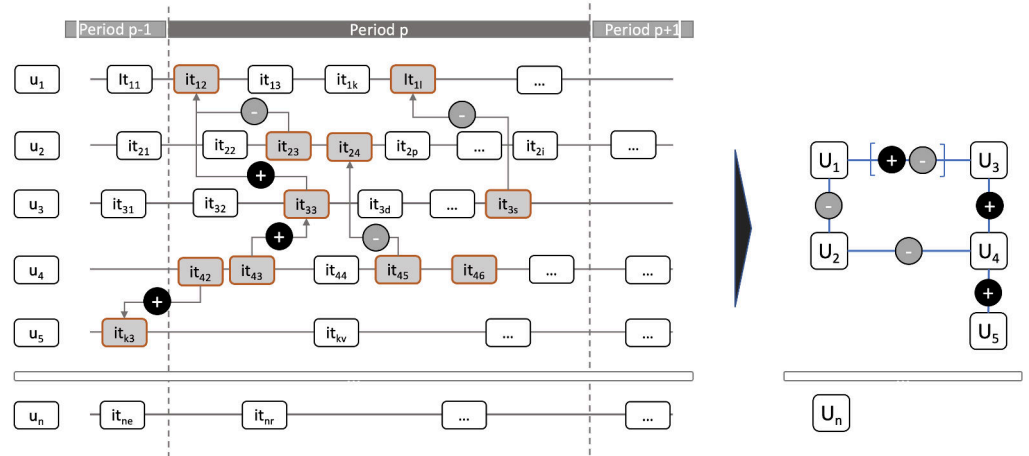 Period p-1 Period p Period p+1
u1 It11 it12 it13 it1k It1l ...
- -
u2 it21 it22 it23 it24 it2p ... it2i ...
+
u3 it31 it32 it33 it3d ... it3s
+ -
u4 it42 it43 it44 it45 it46 ... ...
+
u5 itk3 itkv ... ...
...
un itne itnr ... ...
U1 [ + - ] U3
- +
U2 - U4
+
U5
...
Un